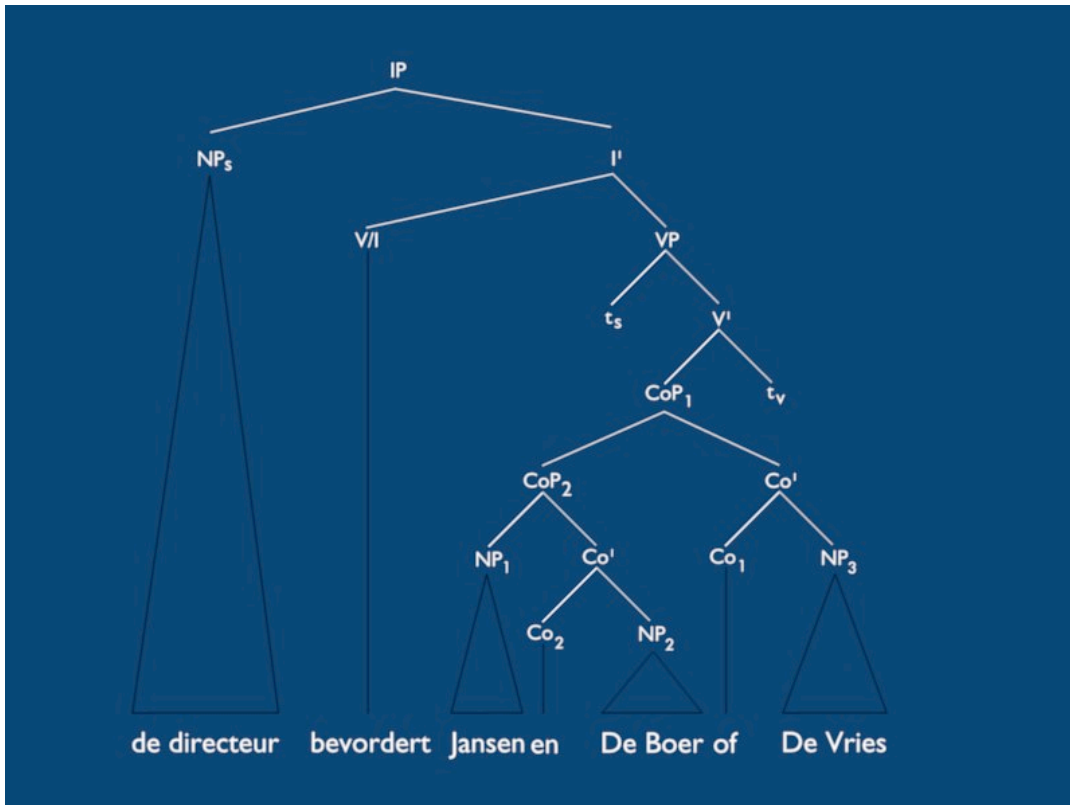 IP
NPs I'
V/I VP
ts V'
CoP1 tv
CoP2 Co'
NP1 Co' Co1 NP3
Co2 NP2
de directeur bevordert Jansen en De Boer of De Vries